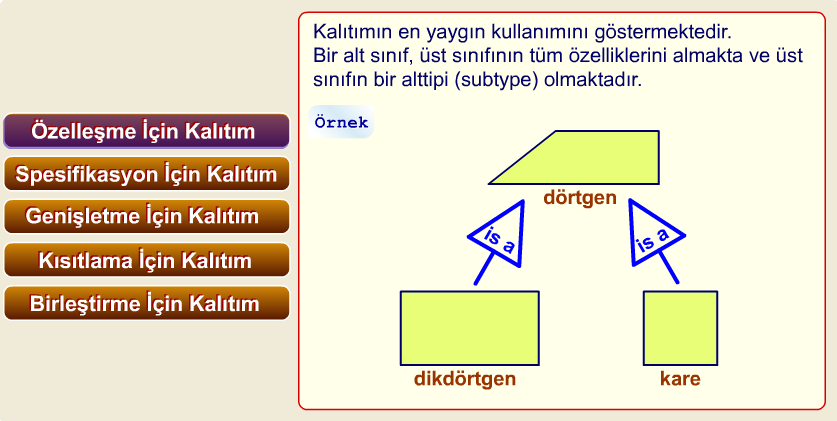 Özelleşme İçin Kalıtım
Spesifikasyon İçin Kalıtım
Genişletme İçin Kalıtım
Kısıtlama İçin Kalıtım
Birleştirme İçin Kalıtım
Kalıtımın en yaygın kullanımını göstermektedir.
Bir alt sınıf, üst sınıfının tüm özelliklerini almakta ve üst
sınıfın bir alttipi (subtype) olmaktadır.
Örnek
dörtgen
is a
is a
dikdörtgen
kare